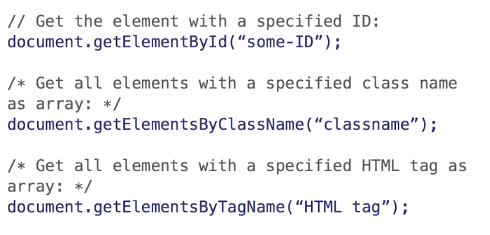 // Get the element with a specified ID:
document.getElementById(“some-ID”);
/* Get all elements with a specified class name
as array: */
document.getElementsByClassName(“classname”);
/* Get all elements with a specified HTML tag as
array: */
document.getElementsByTagName(“HTML tag”);